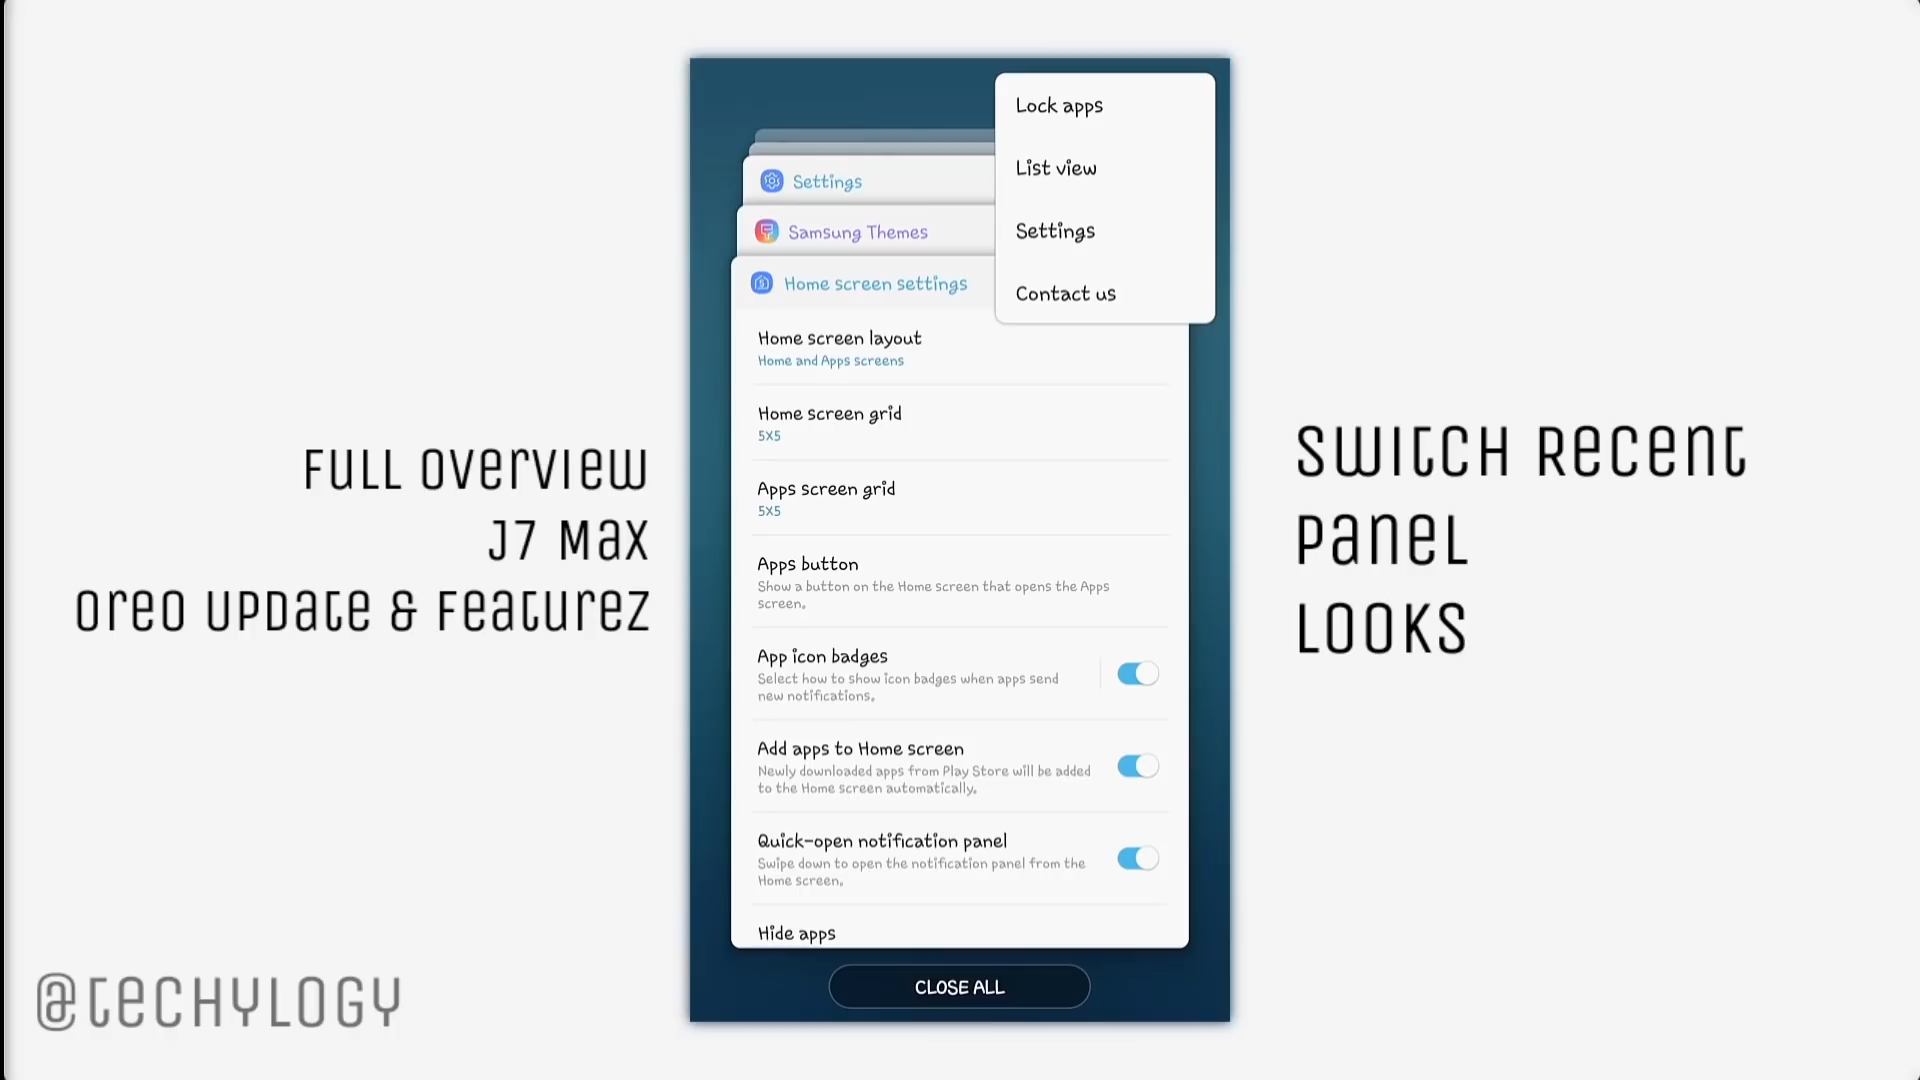 Full Overview
J7 Max
Oreo Update & Featurez
@techylogy
Lock apps
List view
Settings
Contact us
Settings
Samsung Themes
Home screen settings
Home screen layout
Home and Apps screens
Home screen grid
5X5
Apps screen grid
5X5
Apps button
Show a button on the Home screen that opens the Apps
screen.
App icon badges
Select how to show icon badges when apps send
new notifications.
Add apps to Home screen
Newly downloaded apps from Play Store will be added
to the Home screen automatically.
Quick-open notification panel
Swipe down to open the notification panel from the
Home screen.
Hide apps
CLOSE ALL
Switch Recent
Panel
Looks